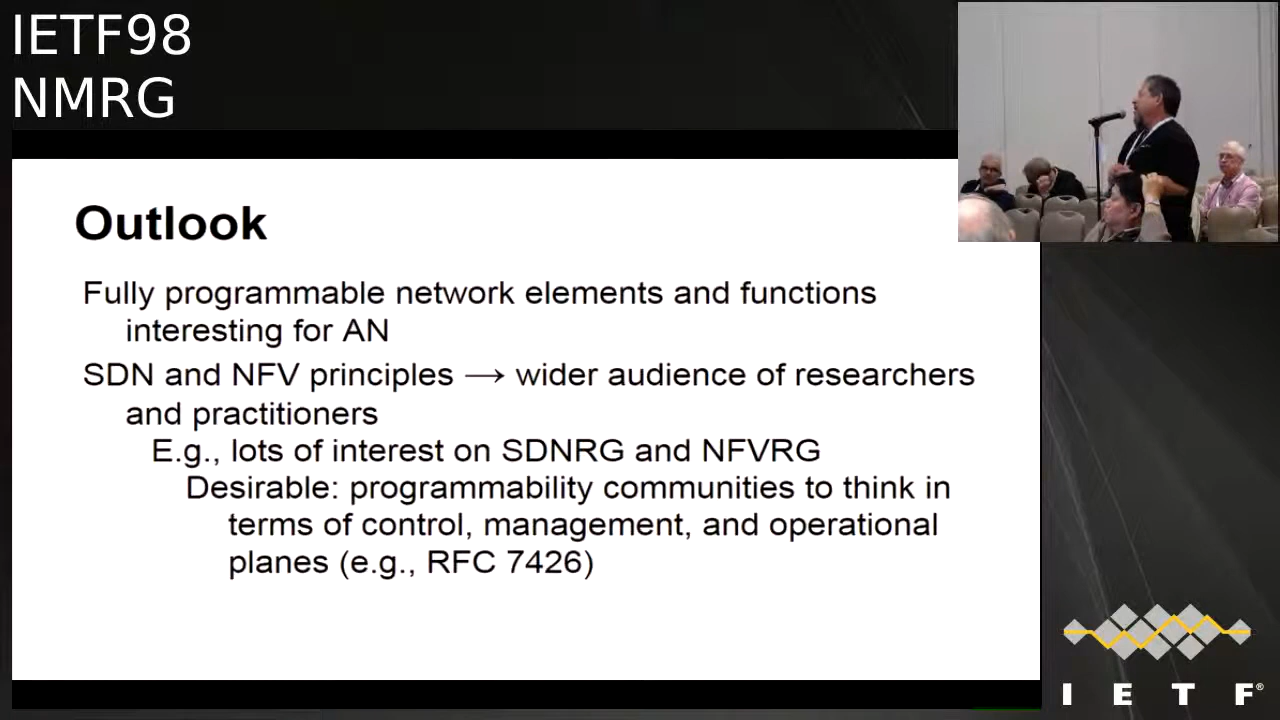 IETF98
NMRG
Outlook
Fully programmable network elements and functions
interesting for AN
SDN and NFV principles → wider audience of researchers
and practitioners
E.g., lots of interest on SDNRG and NFVRG
Desirable: programmability communities to think in
terms of control, management, and operational
planes (e.g., RFC 7426)
I E T F®